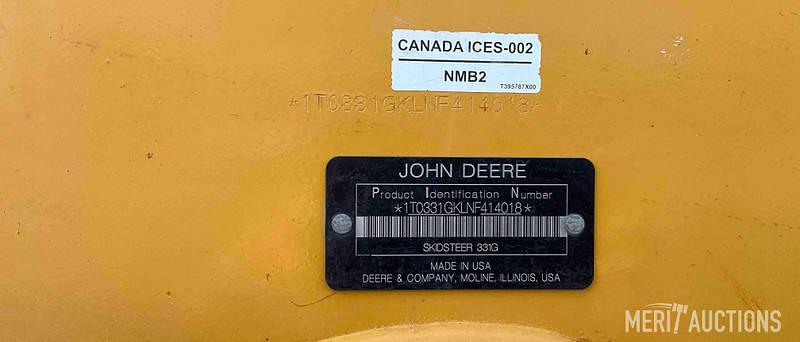 CANADA ICES-002
NMB2
T395787X00
*1T0331GKLNF414018*
JOHN DEERE
Product Identification Number
*1T0331GKLNF414018*
SKIDSTEER 331G
MADE IN USA
DEERE & COMPANY, MOLINE, ILLINOIS, USA
MERIT AUCTIONS